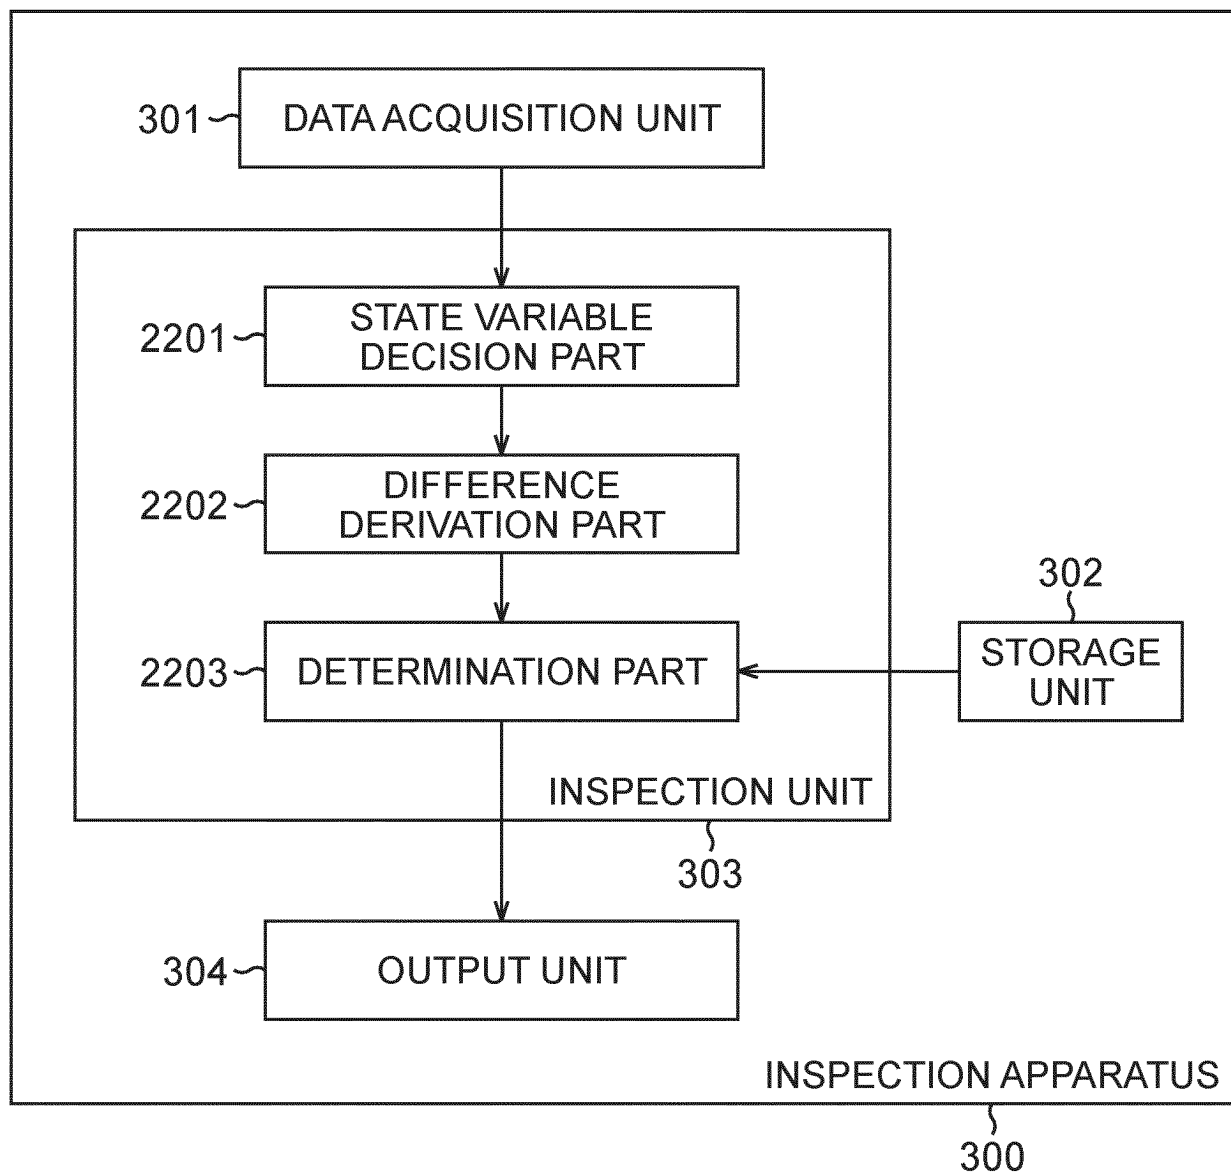 301
DATA ACQUISITION UNIT
2201
STATE VARIABLE
DECISION PART
2202
DIFFERENCE
DERIVATION PART
302
2203
DETERMINATION PART
STORAGE
UNIT
INSPECTION UNIT
303
304
OUTPUT UNIT
INSPECTION APPARATUS
300